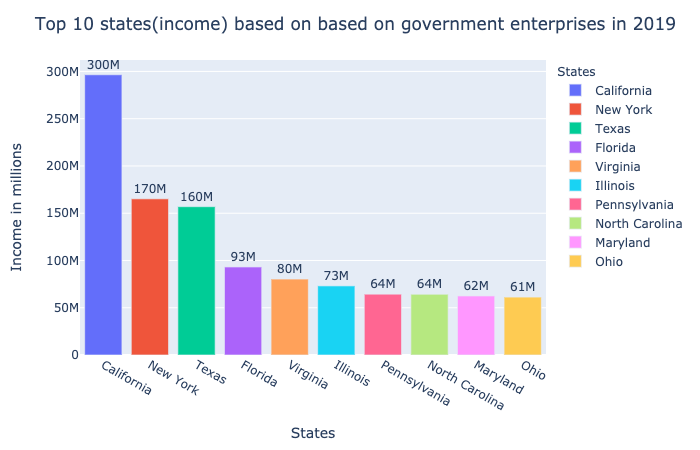 Top 10 states(income) based on based on government enterprises in 2019
Income in millions
300M
250M
200M
150M
100M
50M
0
300M
170M
160M
93M
80M
73M
64M
64M
62M
61M
California
New York
Texas
Florida
Virginia
Illinois
Pennsylvania
North Carolina
Maryland
Ohio
States
States
California
New York
Texas
Florida
Virginia
Illinois
Pennsylvania
North Carolina
Maryland
Ohio